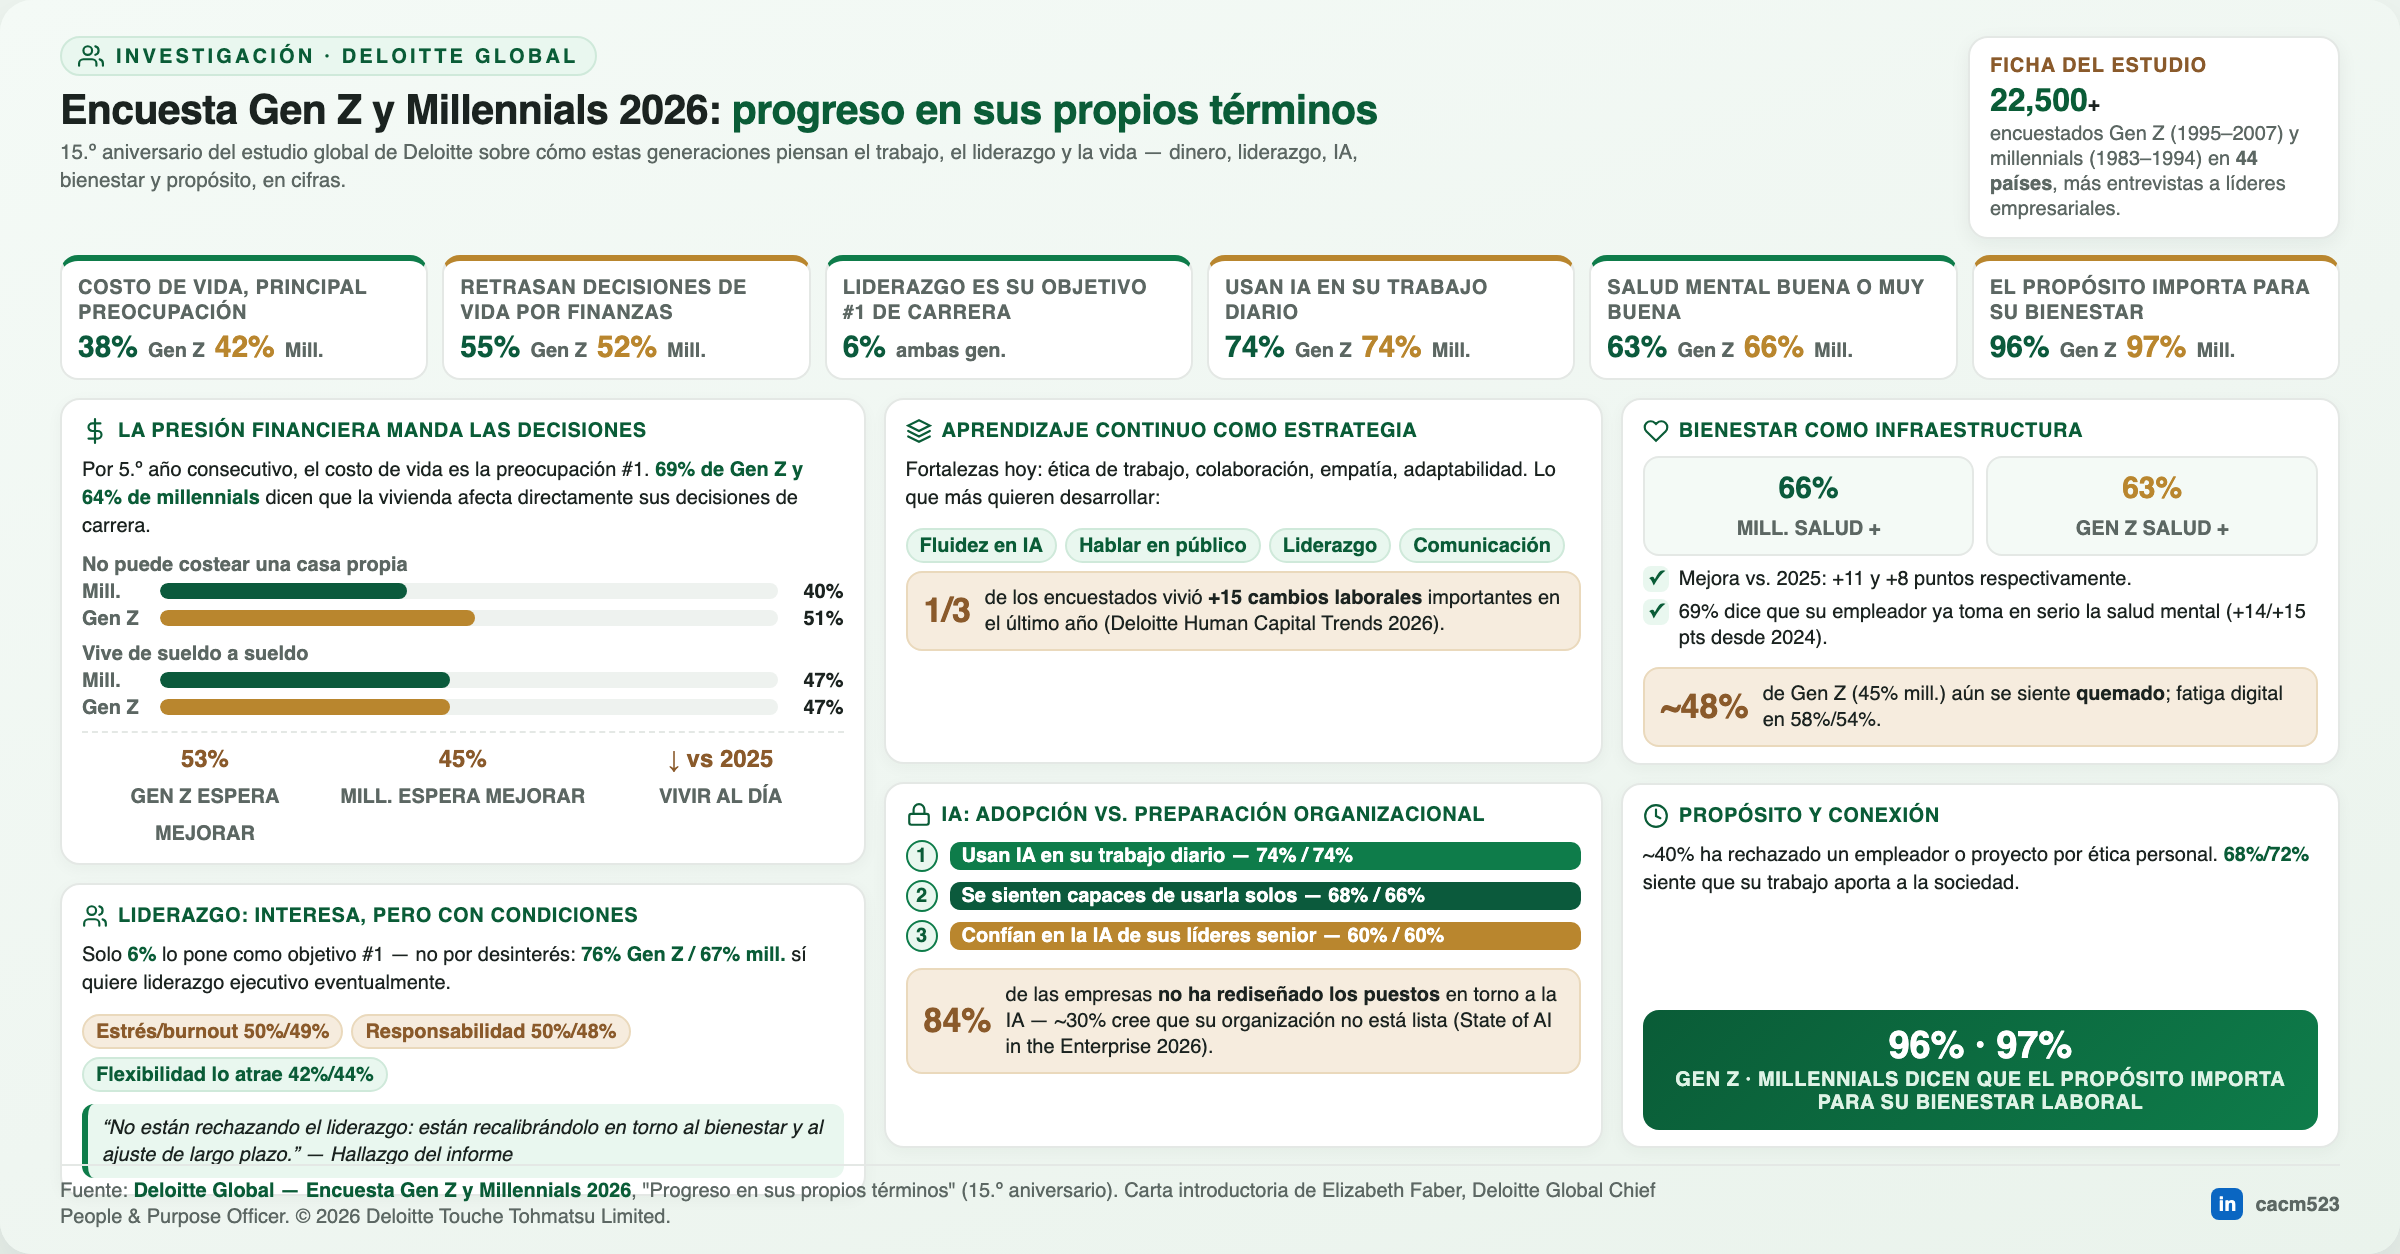 INVESTIGACIÓN · DELOITTE GLOBAL
Encuesta Gen Z y Millennials 2026: progreso en sus propios términos
15.º aniversario del estudio global de Deloitte sobre cómo estas generaciones piensan el trabajo, el liderazgo y la vida — dinero, liderazgo, IA,
bienestar y propósito, en cifras.
FICHA DEL ESTUDIO
22,500+
encuestados Gen Z (1995–2007) y
millennials (1983–1994) en 44
países, más entrevistas a líderes
empresariales.
COSTO DE VIDA, PRINCIPAL
PREOCUPACIÓN
38% Gen Z 42% Mill.
RETRASAN DECISIONES DE
VIDA POR FINANZAS
55% Gen Z 52% Mill.
LIDERAZGO ES SU OBJETIVO
#1 DE CARRERA
6% ambas gen.
USAN IA EN SU TRABAJO
DIARIO
74% Gen Z 74% Mill.
SALUD MENTAL BUENA O MUY
BUENA
63% Gen Z 66% Mill.
EL PROPÓSITO IMPORTA PARA
SU BIENESTAR
96% Gen Z 97% Mill.
LA PRESIÓN FINANCIERA MANDA LAS DECISIONES
Por 5.º año consecutivo, el costo de vida es la preocupación #1. 69% de Gen Z y
64% de millennials dicen que la vivienda afecta directamente sus decisiones de
carrera.
No puede costear una casa propia
Mill. 40%
Gen Z 51%
Vive de sueldo a sueldo
Mill. 47%
Gen Z 47%
53%
GEN Z ESPERA
MEJORAR
45%
MILL. ESPERA MEJORAR
↓ vs 2025
VIVIR AL DÍA
LIDERAZGO: INTERESA, PERO CON CONDICIONES
Solo 6% lo pone como objetivo #1 — no por desinterés: 76% Gen Z / 67% mill. sí
quiere liderazgo ejecutivo eventualmente.
Estrés/burnout 50%/49%
Responsabilidad 50%/48%
Flexibilidad lo atrae 42%/44%
“No están rechazando el liderazgo: están recalibrándolo en torno al bienestar y al
ajuste de largo plazo.” — Hallazgo del informe
APRENDIZAJE CONTINUO COMO ESTRATEGIA
Fortalezas hoy: ética de trabajo, colaboración, empatía, adaptabilidad. Lo
que más quieren desarrollar:
Fluidez en IA
Hablar en público
Liderazgo
Comunicación
1/3
de los encuestados vivió +15 cambios laborales importantes en
el último año (Deloitte Human Capital Trends 2026).
IA: ADOPCIÓN VS. PREPARACIÓN ORGANIZACIONAL
1 Usan IA en su trabajo diario — 74% / 74%
2 Se sienten capaces de usarla solos — 68% / 66%
3 Confían en la IA de sus líderes senior — 60% / 60%
84%
de las empresas no ha rediseñado los puestos en torno a la
IA — ~30% cree que su organización no está lista (State of AI
in the Enterprise 2026).
BIENESTAR COMO INFRAESTRUCTURA
66%
MILL. SALUD +
63%
GEN Z SALUD +
✓ Mejora vs. 2025: +11 y +8 puntos respectivamente.
✓ 69% dice que su empleador ya toma en serio la salud mental (+14/+15
pts desde 2024).
~48%
de Gen Z (45% mill.) aún se siente quemado; fatiga digital
en 58%/54%.
PROPÓSITO Y CONEXIÓN
~40% ha rechazado un empleador o proyecto por ética personal. 68%/72%
siente que su trabajo aporta a la sociedad.
96% · 97%
GEN Z · MILLENNIALS DICEN QUE EL PROPÓSITO IMPORTA
PARA SU BIENESTAR LABORAL
Fuente: Deloitte Global — Encuesta Gen Z y Millennials 2026, "Progreso en sus propios términos" (15.º aniversario). Carta introductoria de Elizabeth Faber, Deloitte Global Chief
People & Purpose Officer. © 2026 Deloitte Touche Tohmatsu Limited.
in cacm523